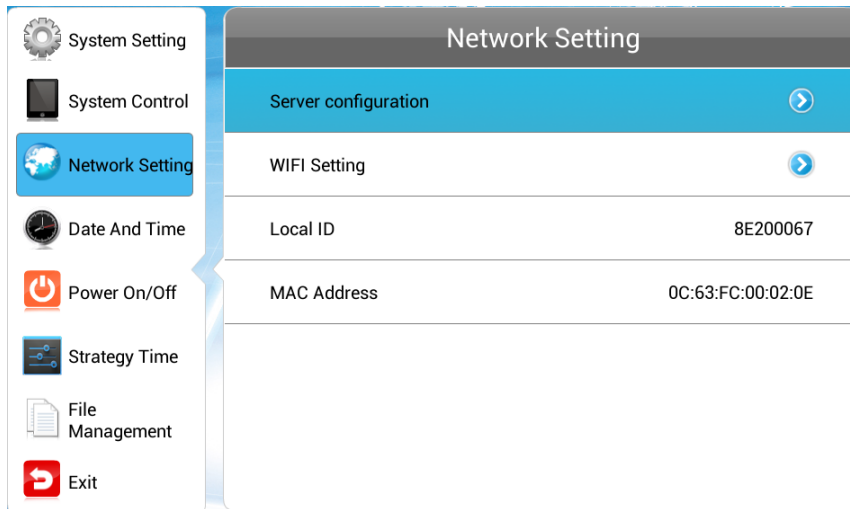 System Setting
System Control
Network Setting
Date And Time
Power On/Off
Strategy Time
File
Management
Exit
Network Setting
Server configuration
WIFI Setting
Local ID 8E200067
MAC Address 0C:63:FC:00:02:0E